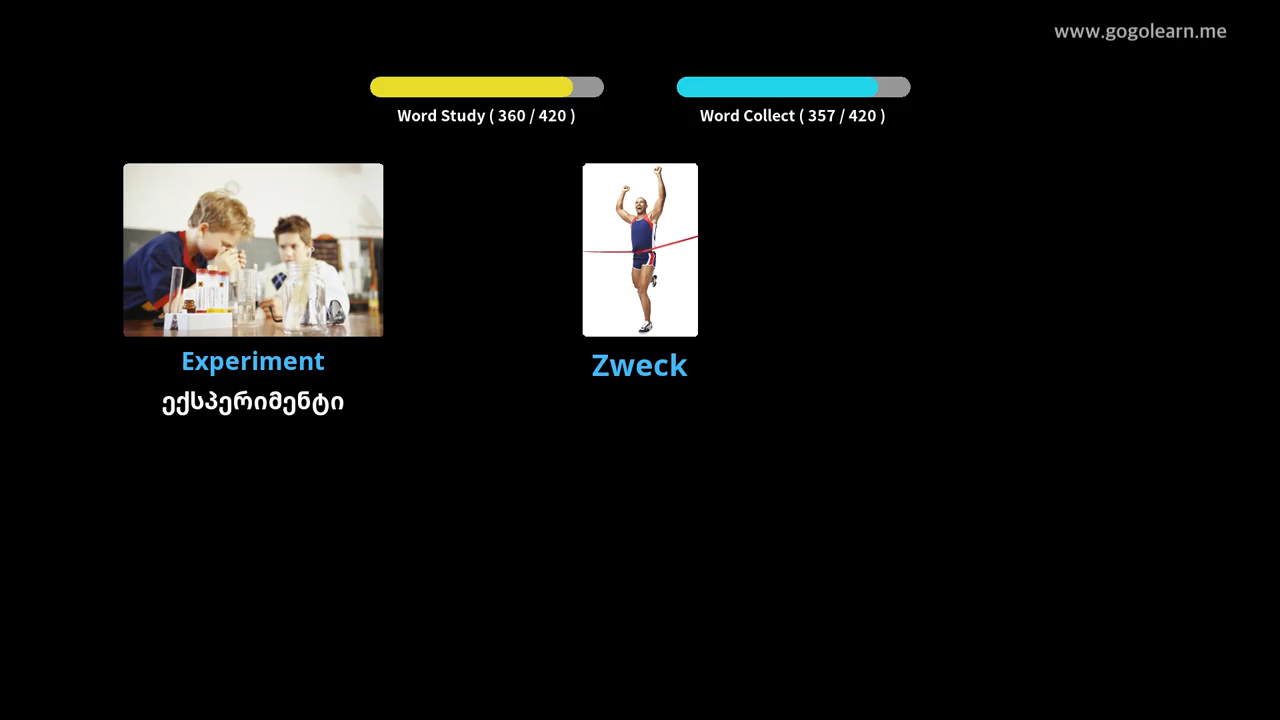 www.gogolearn.me
Word Study ( 360 / 420 )
Word Collect ( 357 / 420 )
Experiment
ექსპერიმენტი
Zweck